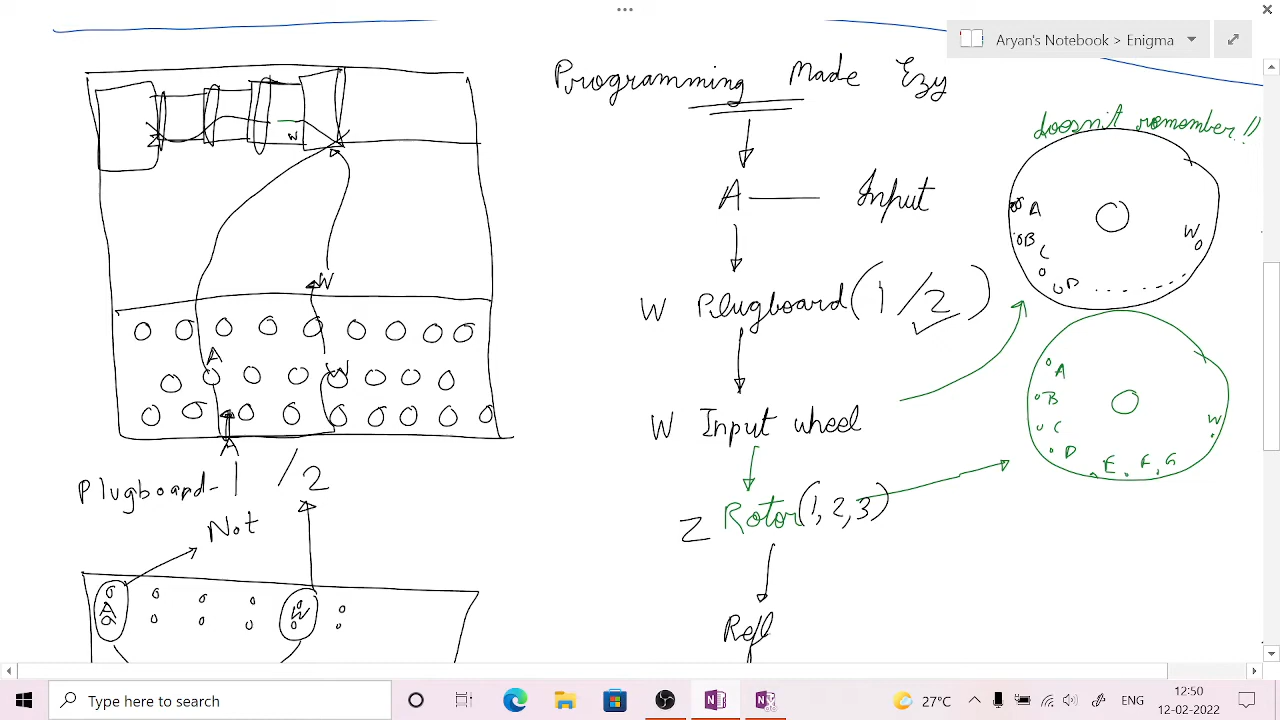 Aryan's Notebook > Enigma
Programming Made Ezy
doesn't remember!!
A — Input
W Plugboard (1/2)
W Input wheel
Z Rotor (1, 2, 3)
Refl
W
W
A
W
A
Plugboard-1/2
Not
A
W
A
B
C
D
W
A
B
C
D
E
F
G
W
Type here to search
27°C
ENG
12:50
12-02-2022